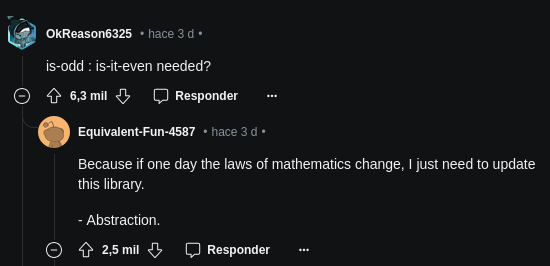 OkReason6325 • hace 3 d •
is-odd : is-it-even needed?
6,3 mil Responder ...
Equivalent-Fun-4587 • hace 3 d •
Because if one day the laws of mathematics change, I just need to update
this library.
- Abstraction.
2,5 mil Responder ...